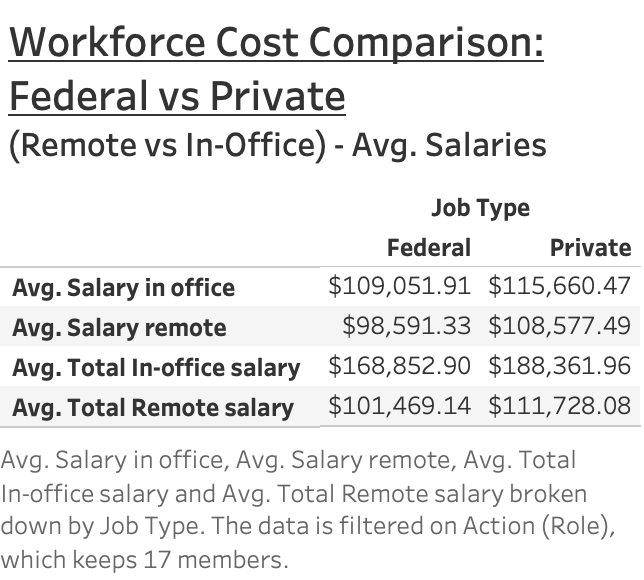 Workforce Cost Comparison:
Federal vs Private
(Remote vs In-Office) - Avg. Salaries
Job Type
Federal Private
Avg. Salary in office $109,051.91 $115,660.47
Avg. Salary remote $98,591.33 $108,577.49
Avg. Total In-office salary $168,852.90 $188,361.96
Avg. Total Remote salary $101,469.14 $111,728.08
Avg. Salary in office, Avg. Salary remote, Avg. Total
In-office salary and Avg. Total Remote salary broken
down by Job Type. The data is filtered on Action (Role),
which keeps 17 members.